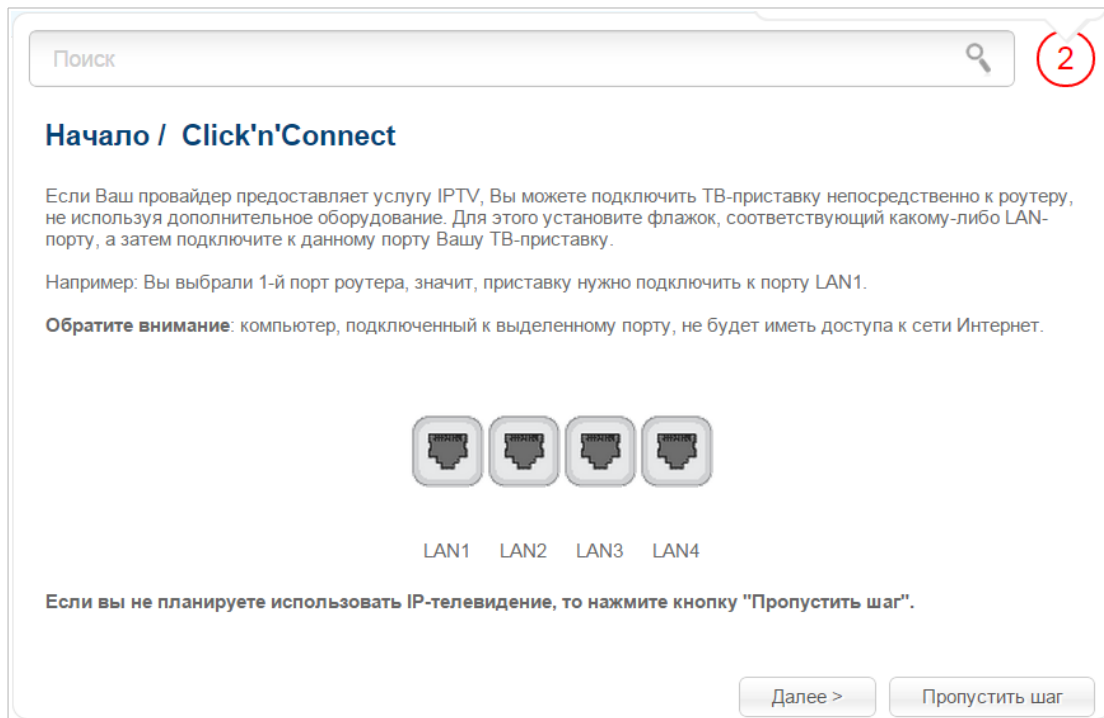 Поиск
2
Начало / Click'n'Connect
Если Ваш провайдер предоставляет услугу IPTV, Вы можете подключить ТВ-приставку непосредственно к роутеру,
не используя дополнительное оборудование. Для этого установите флажок, соответствующий какому-либо LAN-
порту, а затем подключите к данному порту Вашу ТВ-приставку.
Например: Вы выбрали 1-й порт роутера, значит, приставку нужно подключить к порту LAN1.
Обратите внимание: компьютер, подключенный к выделенному порту, не будет иметь доступа к сети Интернет.
LAN1 LAN2 LAN3 LAN4
Если вы не планируете использовать IP-телевидение, то нажмите кнопку "Пропустить шаг".
Далее > Пропустить шаг